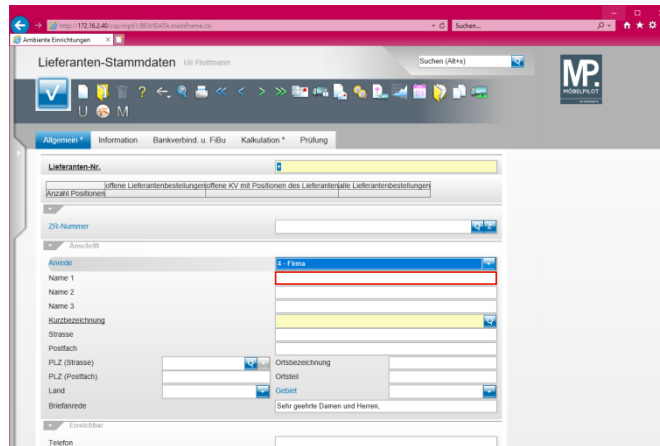 http://172.16.2.40/csp/mp61/BEWIDATA.mainFrame.cls
Suchen...
Ambiente Einrichtungen
Lieferanten-Stammdaten Uli Flottmann
Suchen (Alt+s)
MP.
MÖBELPILOT
U M
Allgemein * Information Bankverbind. u. FiBu Kalkulation * Prüfung
Lieferanten-Nr. +
offene Lieferantenbestellungen offene KV mit Positionen des Lieferanten alle Lieferantenbestellungen
Anzahl Positionen
ZR-Nummer
Anschrift
Anrede 4 - Firma
Name 1
Name 2
Name 3
Kurzbezeichnung
Strasse
Postfach
PLZ (Strasse) Ortsbezeichnung
PLZ (Postfach) Ortsteil
Land Gebiet
Briefanrede Sehr geehrte Damen und Herren,
Erreichbar
Telefon